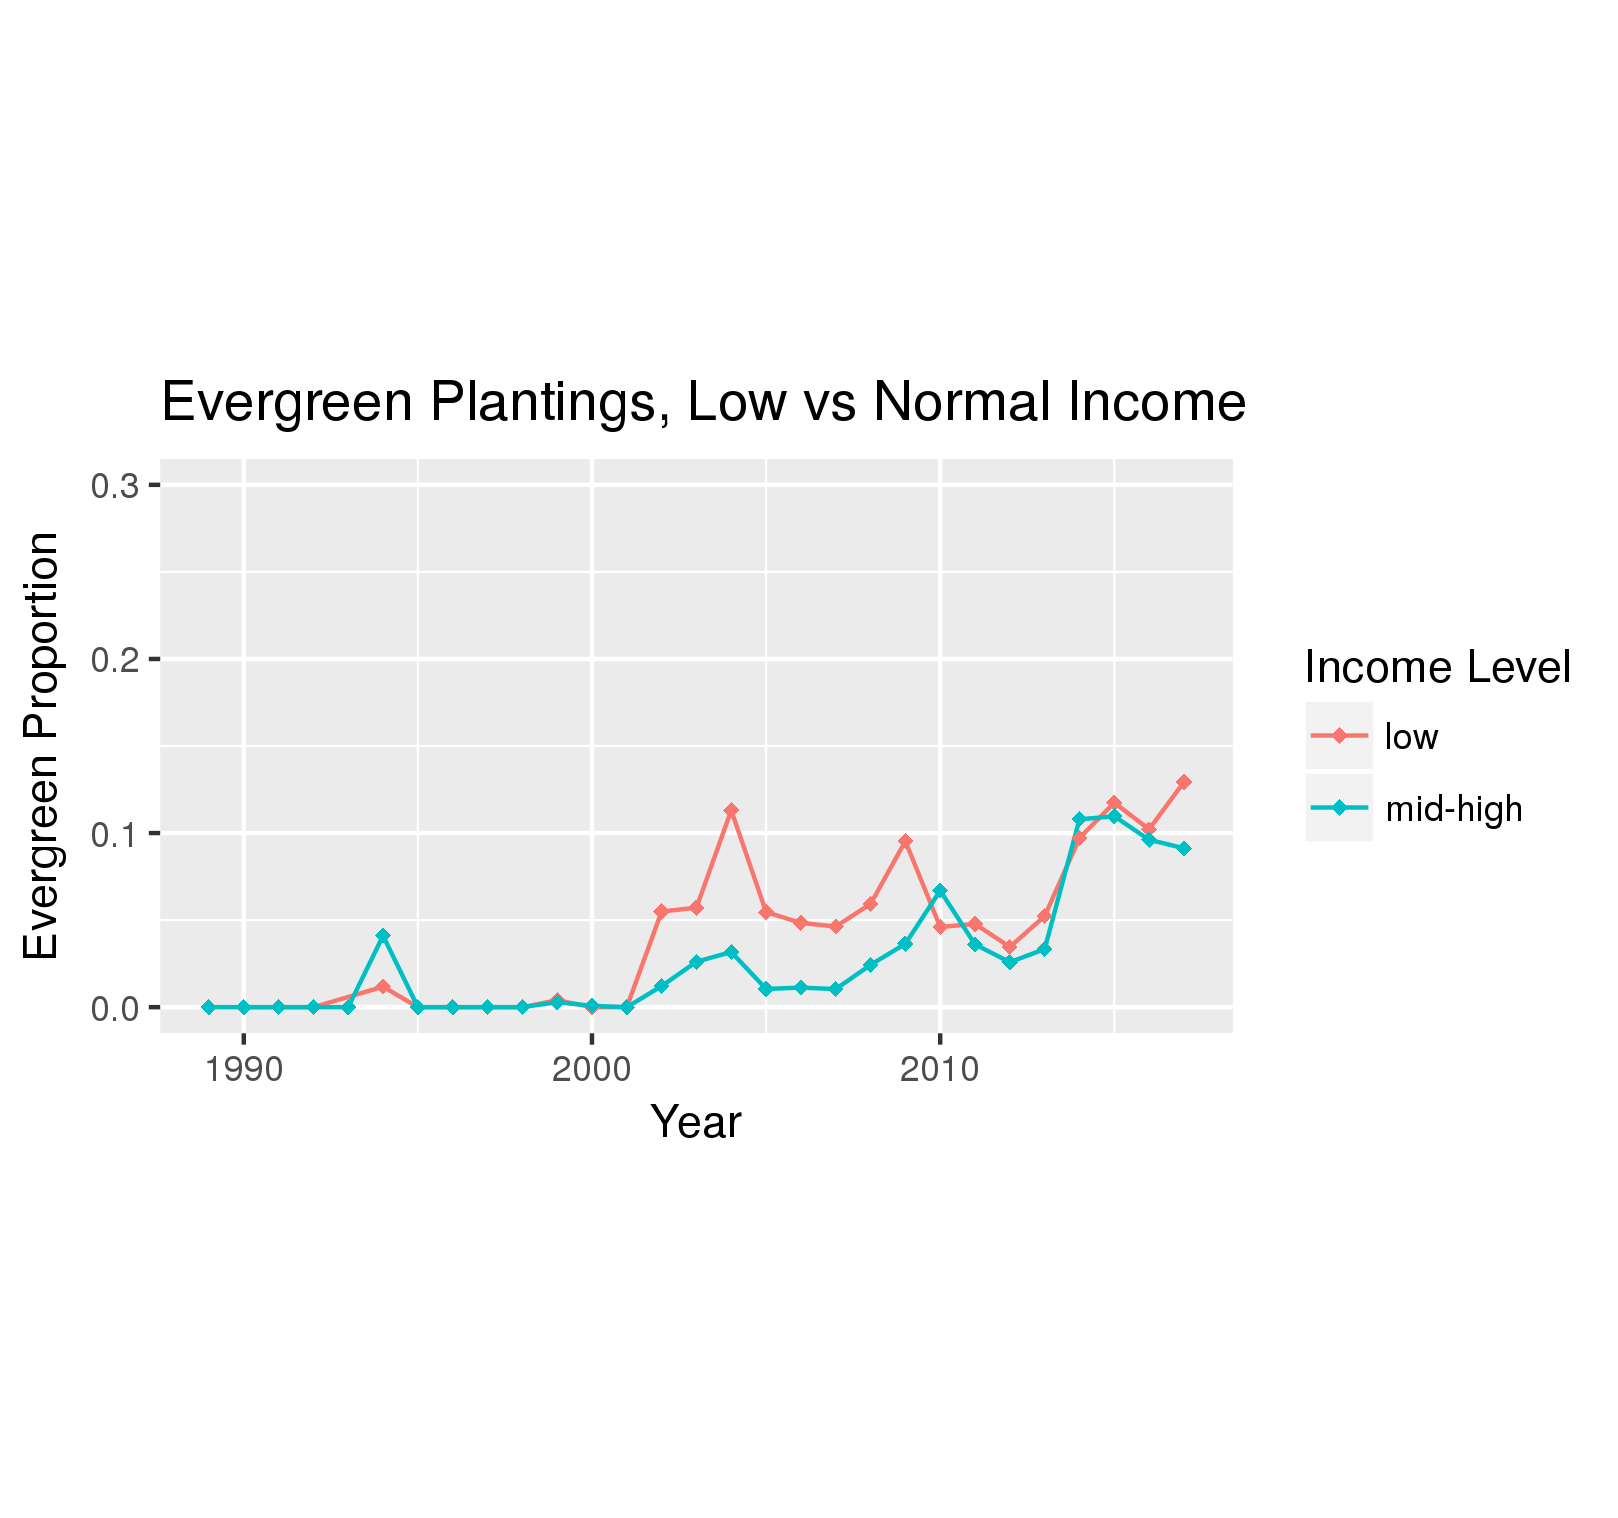 Evergreen Plantings, Low vs Normal Income
0.3
0.2
0.1
0.0
Evergreen Proportion
1990 2000 2010
Year
Income Level
low
mid-high